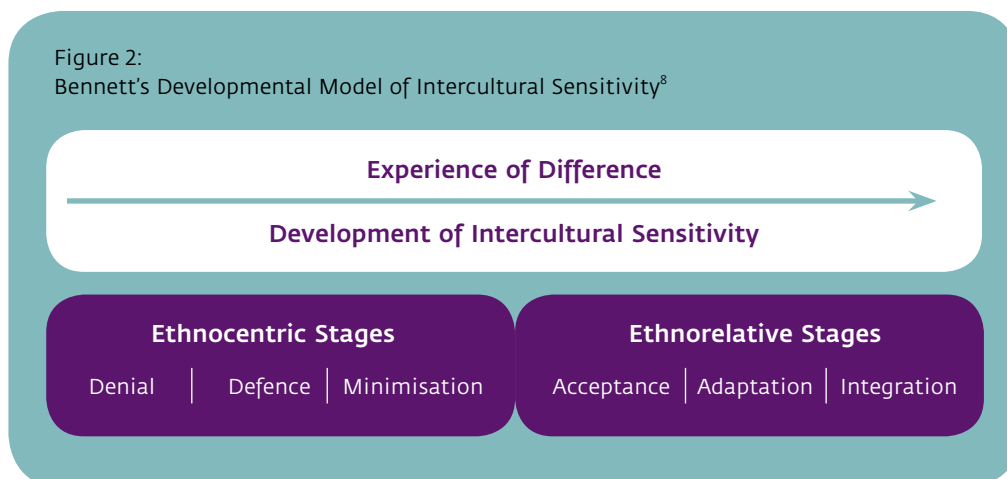 Figure 2:
Bennett's Developmental Model of Intercultural Sensitivity⁸
Experience of Difference
Development of Intercultural Sensitivity
Ethnocentric Stages
Denial | Defence | Minimisation
Ethnorelative Stages
Acceptance | Adaptation | Integration